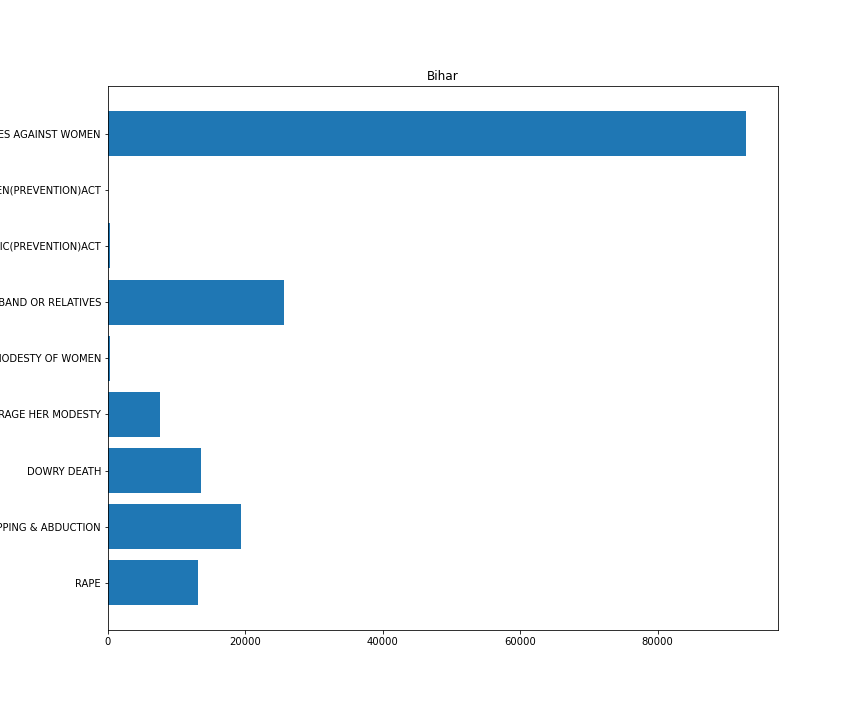 Bihar
ES AGAINST WOMEN
EN(PREVENTION)ACT
IC(PREVENTION)ACT
BAND OR RELATIVES
MODESTY OF WOMEN
RAGE HER MODESTY
DOWRY DEATH
PPING & ABDUCTION
RAPE
0 20000 40000 60000 80000